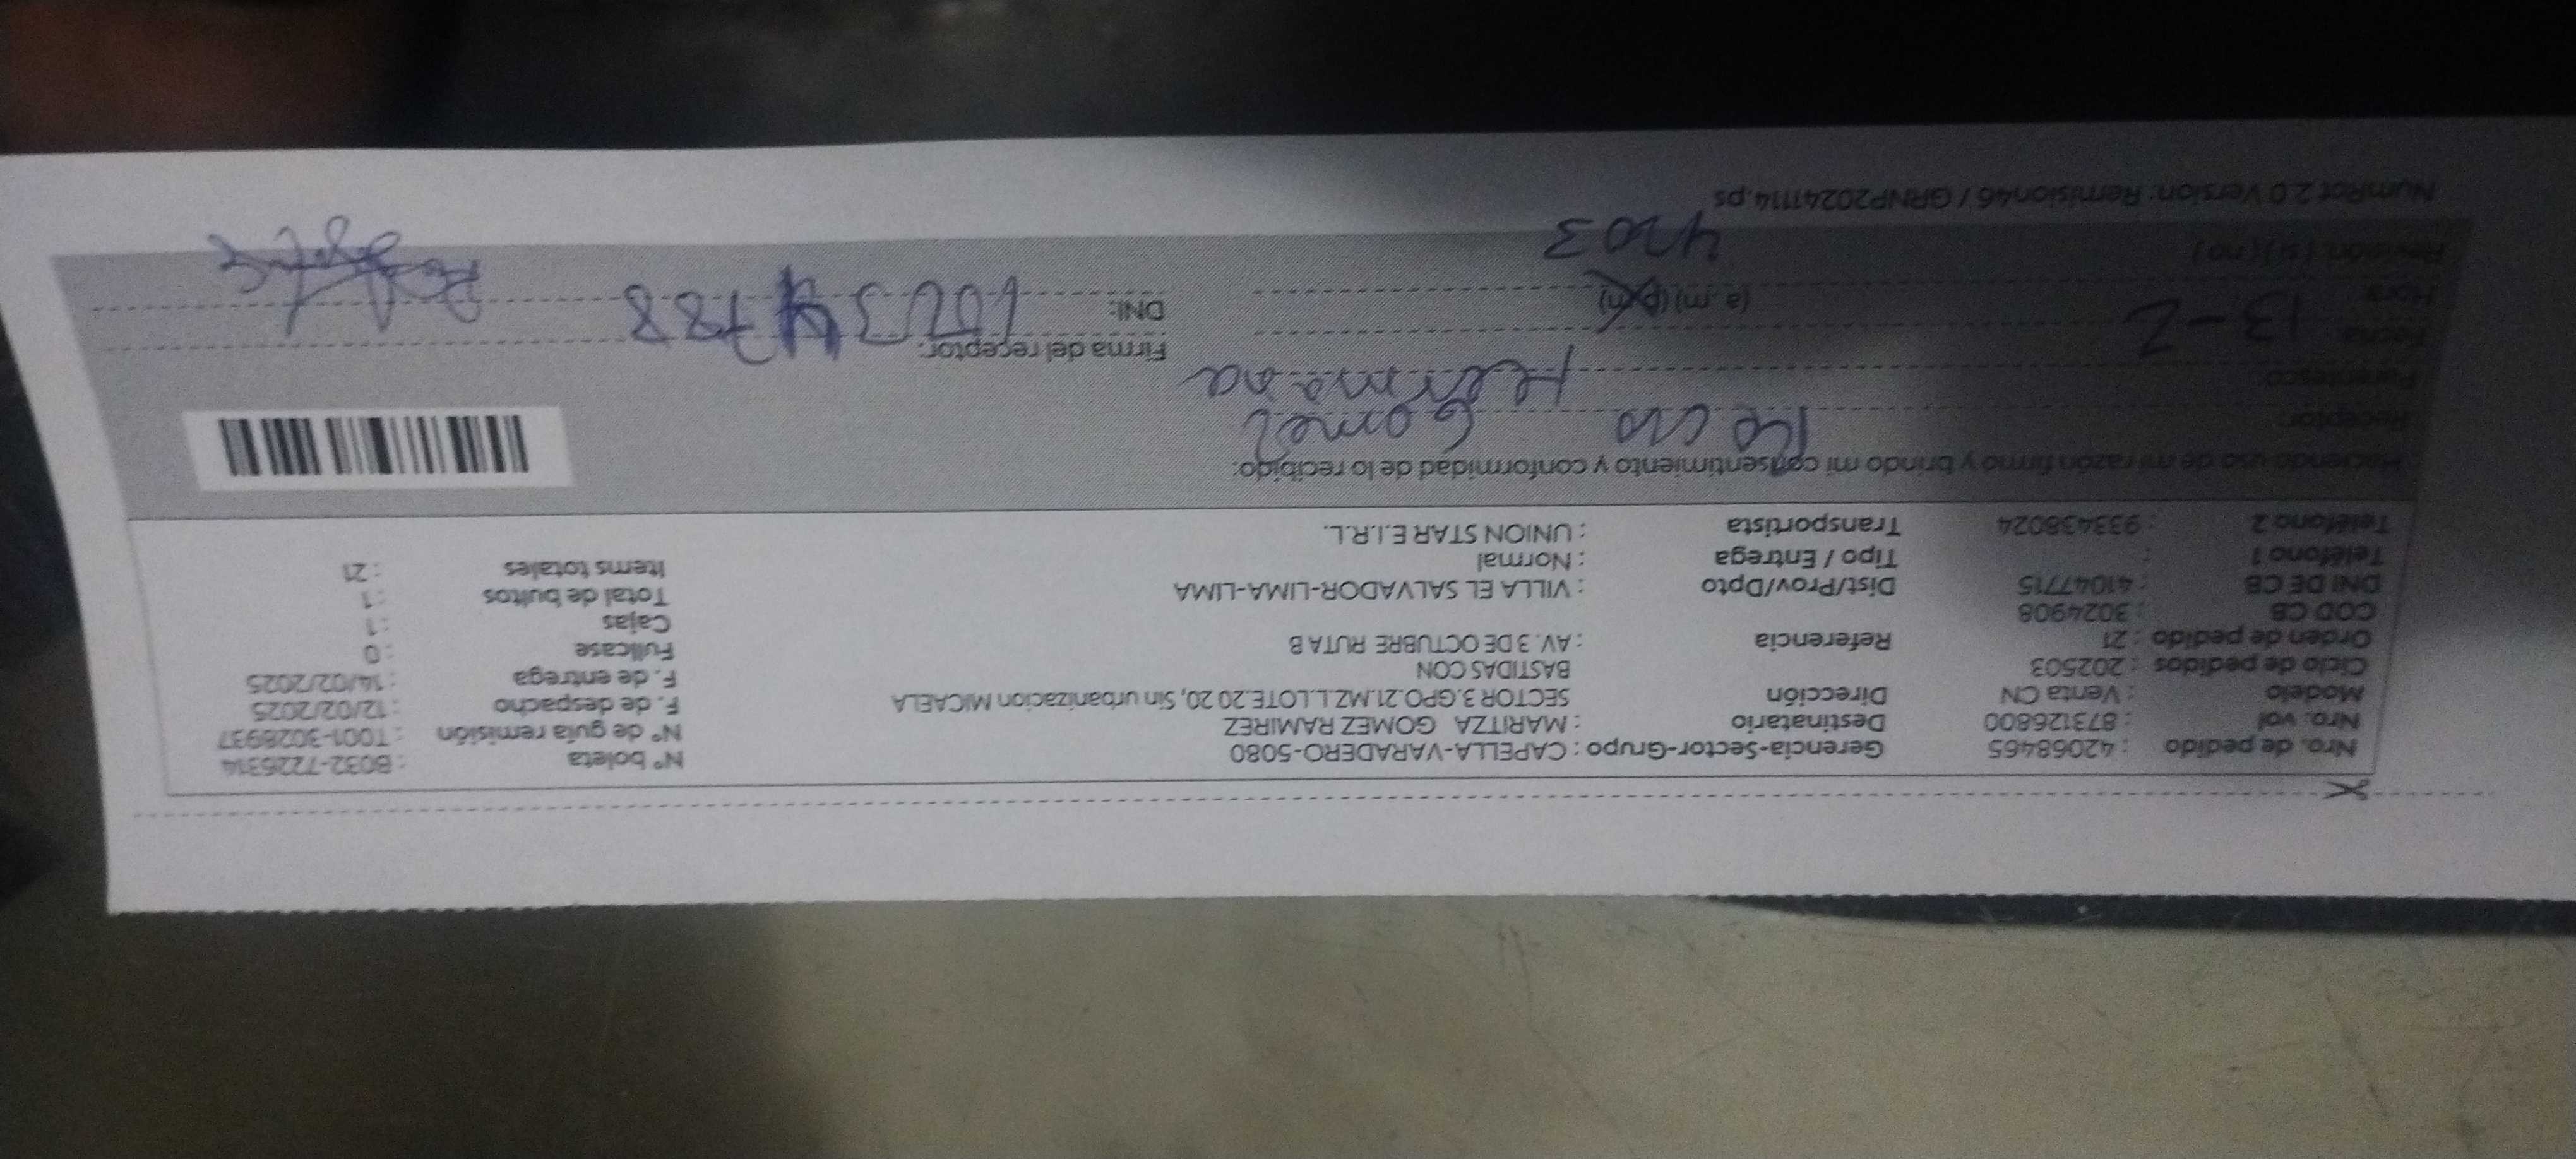 Nro. de pedido : 42068465 Gerencia-Sector-Grupo : CAPELLA-VARADERO-5080 N° boleta : B032-7226314
Nro. vol : 873126800 Destinatario : MARITZA GOMEZ RAMIREZ N° de guía remisión : T001-3028937
Modelo : Venta CN Dirección SECTOR 3.GPO.21.MZ.L.LOTE.20 20, Sin urbanizacion MICAELA F. de despacho : 12/02/2025
Ciclo de pedidos : 202503 BASTIDAS CON F. de entrega : 14/02/2025
Orden de pedido : 21 Referencia : AV. 3 DE OCTUBRE RUTA B Fullcase : 0
COD CB : 3024908 Cajas : 1
DNI DE CB : 41047715 Dist/Prov/Dpto : VILLA EL SALVADOR-LIMA-LIMA Total de bultos : 1
Teléfono 1 : Tipo / Entrega : Normal Items totales : 21
Teléfono 2 : 933438024 Transportista : UNION STAR E.I.R.L.
Haciendo uso de mi razón firmo y brindo mi consentimiento y conformidad de lo recibido:
Receptor: Gomez
Parentesco: Hermana
Fecha 13-2 Firma del receptor:
Hora: (a. m) (p. m) DNI:
Revisión: ( si ) ( no ) 4203
NumRot 2.0 Version: Remision46 / GRNP20241114.ps